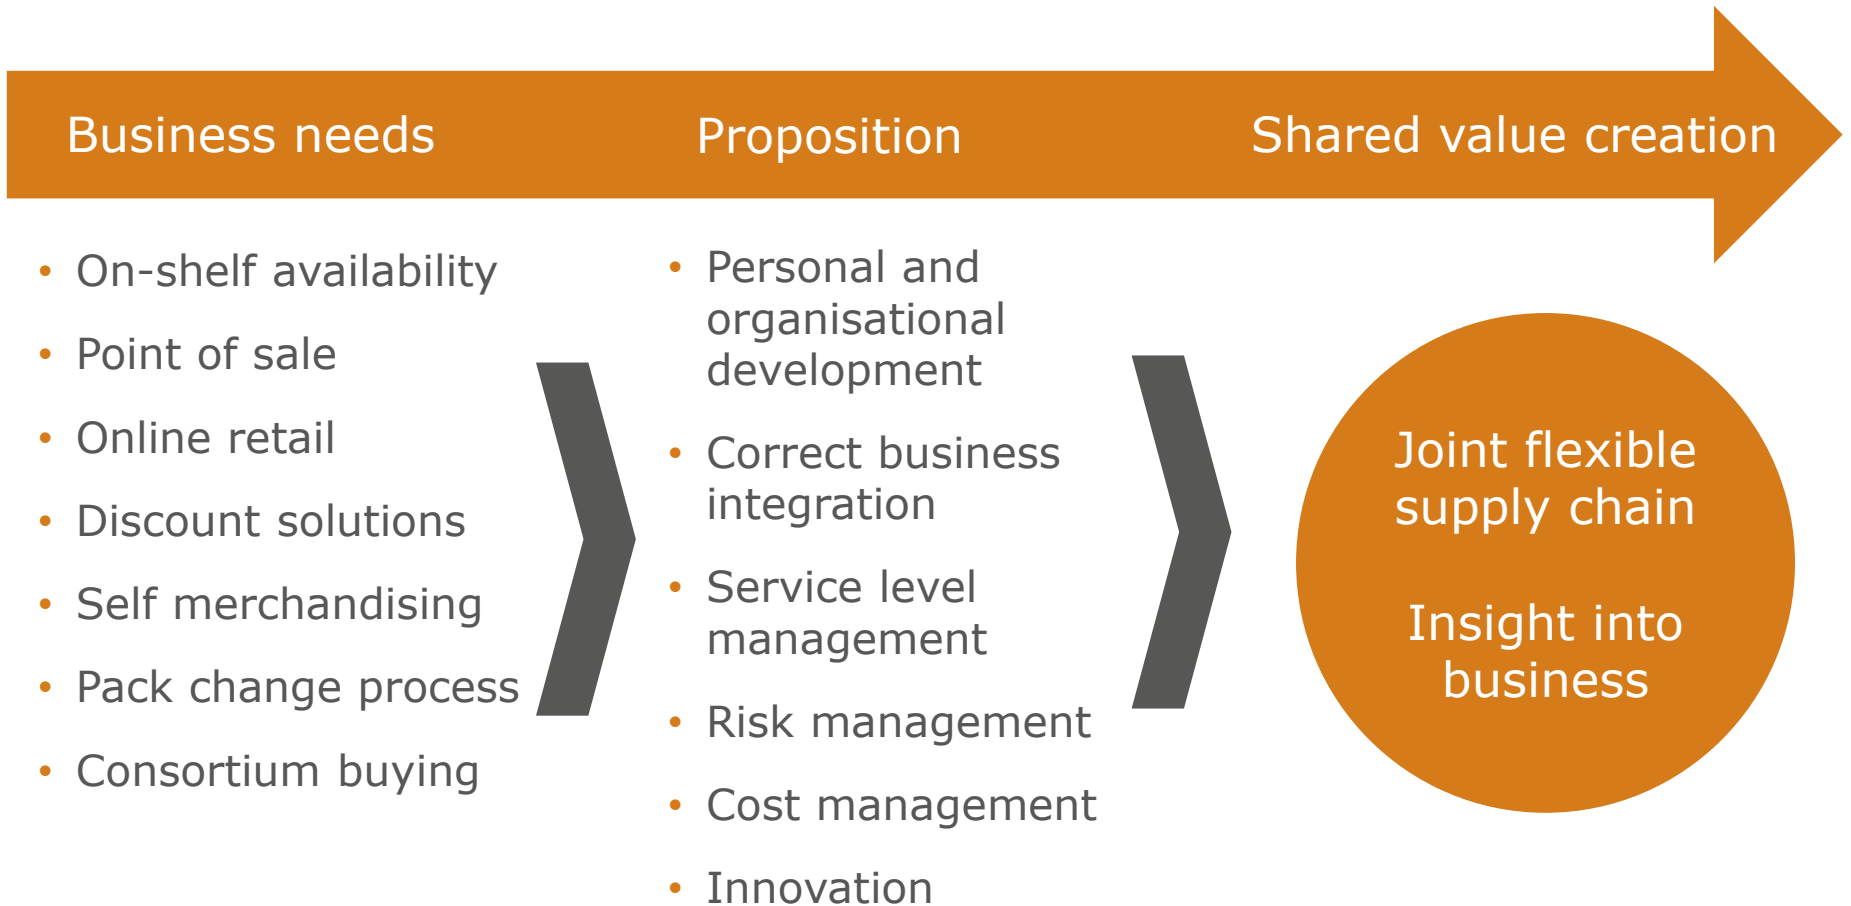 Business needs
Proposition
Shared value creation
• On-shelf availability
• Point of sale
• Online retail
• Discount solutions
• Self merchandising
• Pack change process
• Consortium buying
• Personal and
organisational
development
• Correct business
integration
• Service level
management
• Risk management
• Cost management
• Innovation
Joint flexible
supply chain
Insight into
business